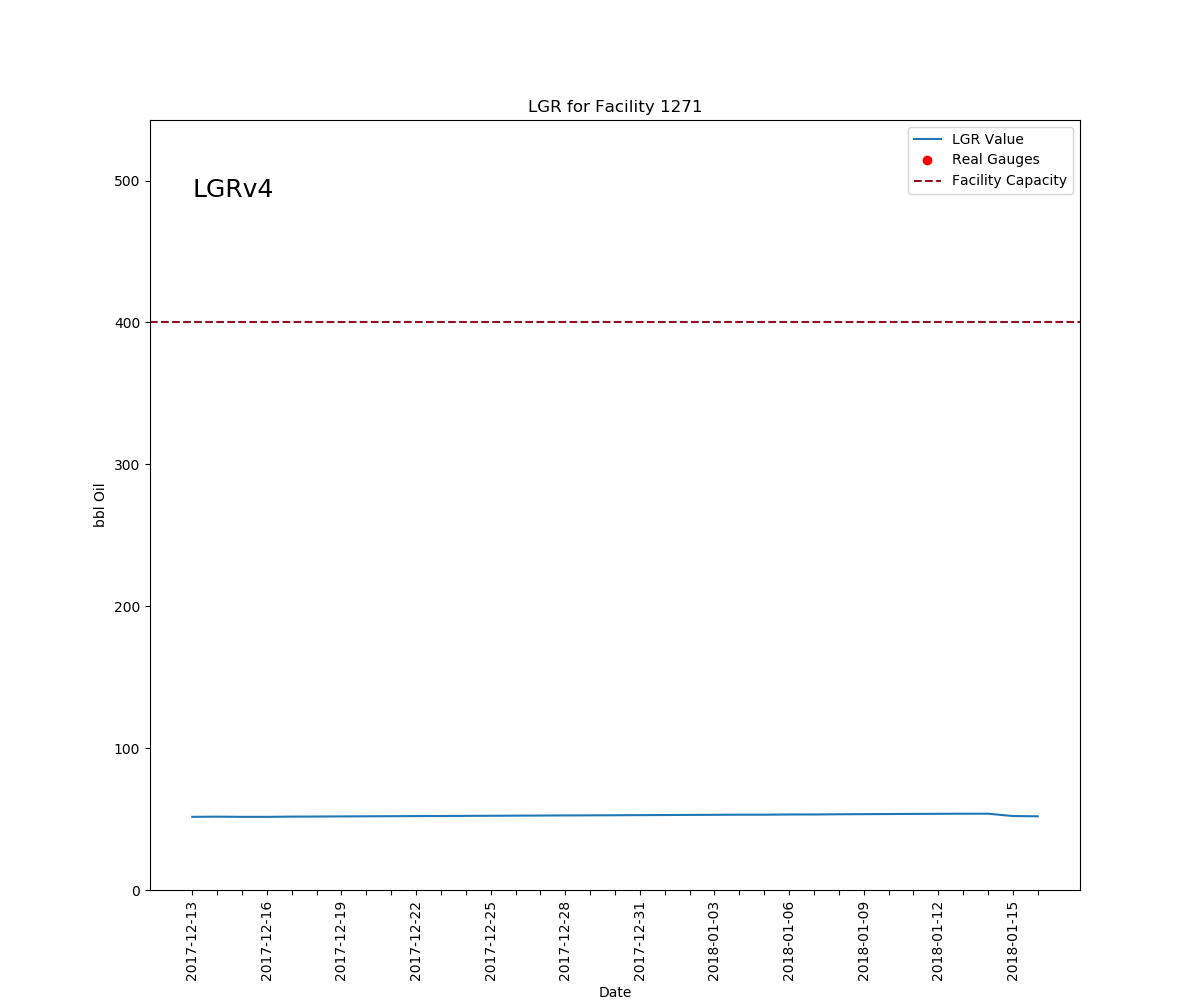 LGR for Facility 1271
LGR Value
Real Gauges
Facility Capacity
LGRv4
500
400
300
200
100
0
bbl Oil
2017-12-13
2017-12-16
2017-12-19
2017-12-22
2017-12-25
2017-12-28
2017-12-31
2018-01-03
2018-01-06
2018-01-09
2018-01-12
2018-01-15
Date